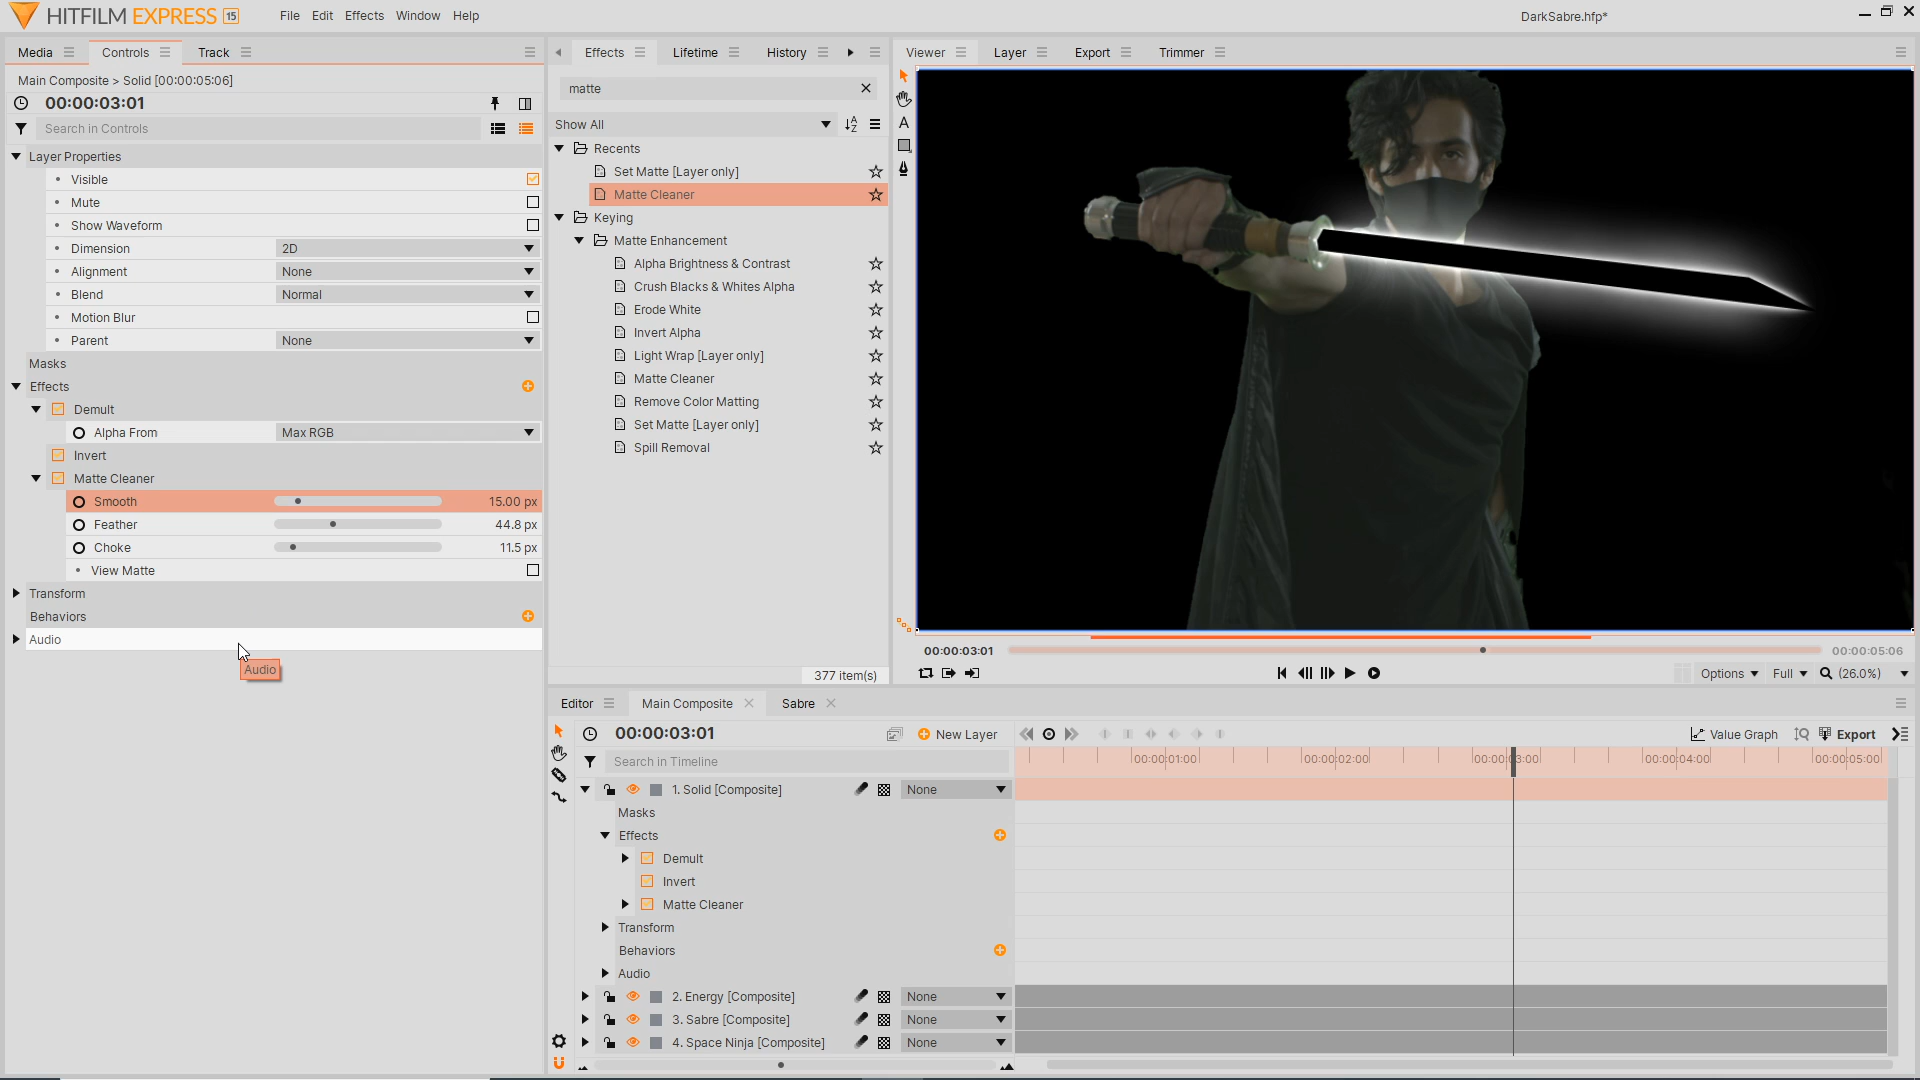 HITFILM EXPRESS 15
File Edit Effects Window Help
DarkSabre.hfp*
Media Controls Track
Main Composite > Solid [00:00:05:06]
00:00:03:01
Search in Controls
Layer Properties
Visible
Mute
Show Waveform
Dimension 2D
Alignment None
Blend Normal
Motion Blur
Parent None
Masks
Effects
Demult
Alpha From Max RGB
Invert
Matte Cleaner
Smooth 15.00 px
Feather 44.8 px
Choke 11.5 px
View Matte
Transform
Behaviors
Audio
Audio
Effects Lifetime History
matte
Show All
Recents
Set Matte [Layer only]
Matte Cleaner
Keying
Matte Enhancement
Alpha Brightness & Contrast
Crush Blacks & Whites Alpha
Erode White
Invert Alpha
Light Wrap [Layer only]
Matte Cleaner
Remove Color Matting
Set Matte [Layer only]
Spill Removal
377 item(s)
Viewer Layer Export Trimmer
A
00:00:03:01 00:00:05:06
Options Full (26.0%)
Editor Main Composite Sabre
00:00:03:01 New Layer Value Graph Export
Search in Timeline
00:00:01:00 00:00:02:00 00:00:03:00 00:00:04:00 00:00:05:00
1. Solid [Composite] None
Masks
Effects
Demult
Invert
Matte Cleaner
Transform
Behaviors
Audio
2. Energy [Composite] None
3. Sabre [Composite] None
4. Space Ninja [Composite] None